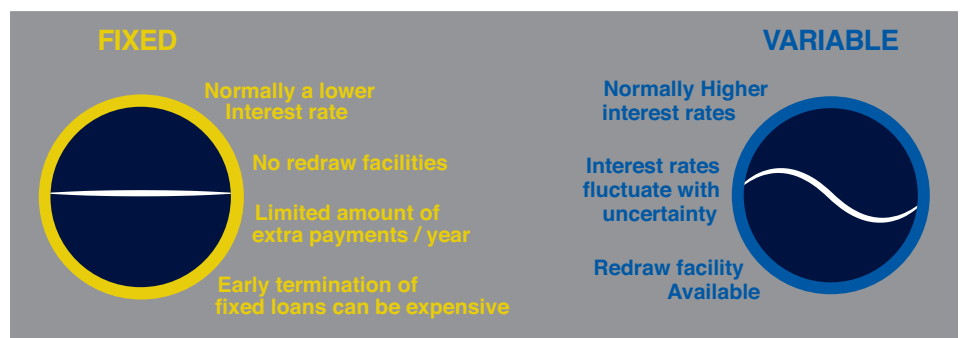 FIXED
Normally a lower
Interest rate
No redraw facilities
Limited amount of
extra payments / year
Early termination of
fixed loans can be expensive
VARIABLE
Normally Higher
interest rates
Interest rates
fluctuate with
uncertainty
Redraw facility
Available